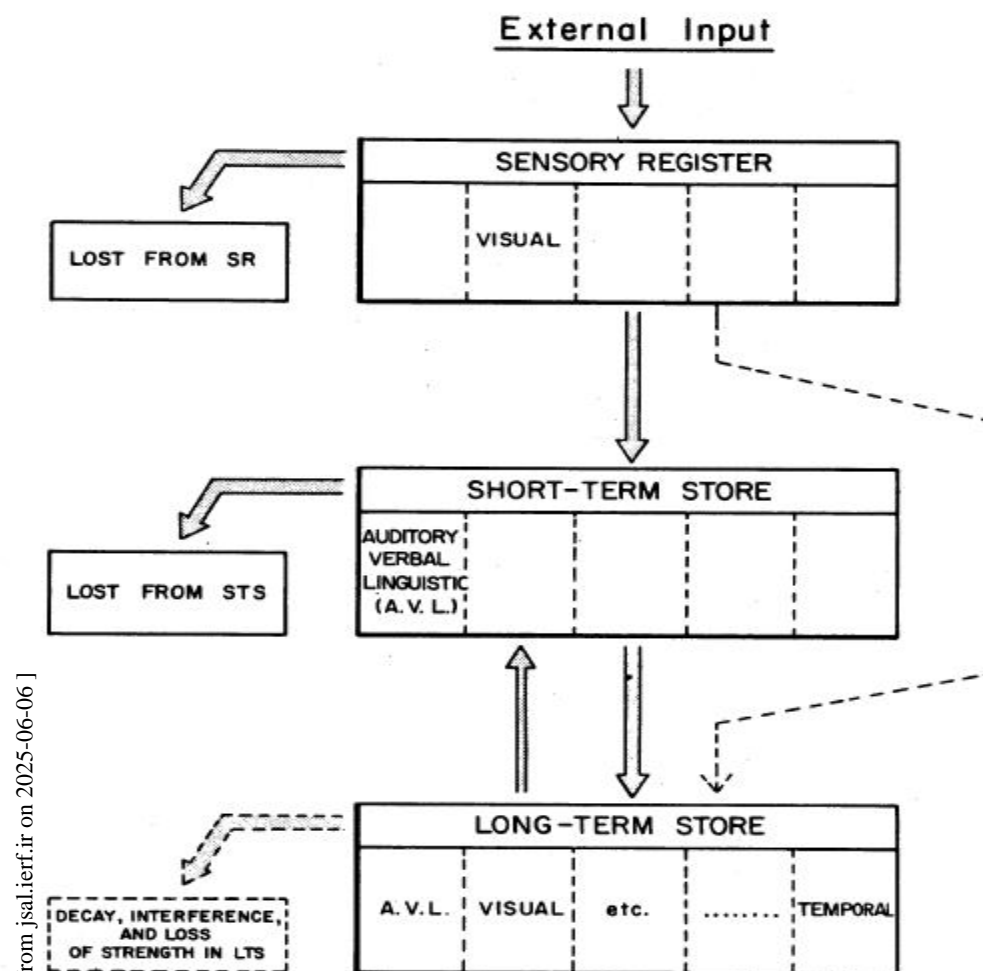 External Input
SENSORY REGISTER
VISUAL
LOST FROM SR
SHORT-TERM STORE
AUDITORY
VERBAL
LINGUISTIC
(A. V. L.)
LOST FROM STS
LONG-TERM STORE
A. V. L. VISUAL etc. ........ TEMPORAL
DECAY, INTERFERENCE,
AND LOSS
OF STRENGTH IN LTS
rom jsal.ierf.ir on 2025-06-06 ]